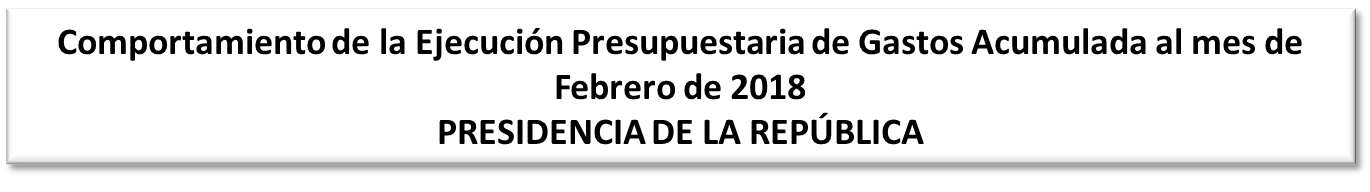 Comportamiento de la Ejecución Presupuestaria de Gastos Acumulada al mes de
Febrero de 2018
PRESIDENCIA DE LA REPÚBLICA